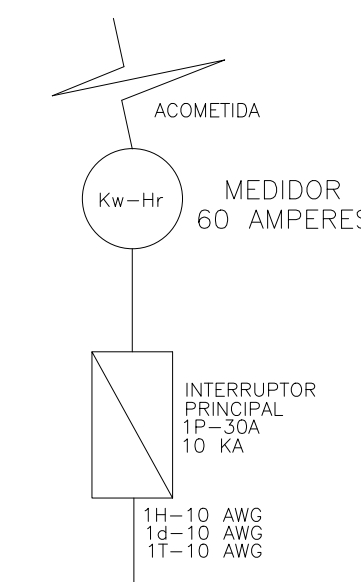 ACOMETIDA
Kw-Hr
MEDIDOR
60 AMPERES
INTERRUPTOR
PRINCIPAL
1P-30A
10 KA
1H-10 AWG
1d-10 AWG
1T-10 AWG